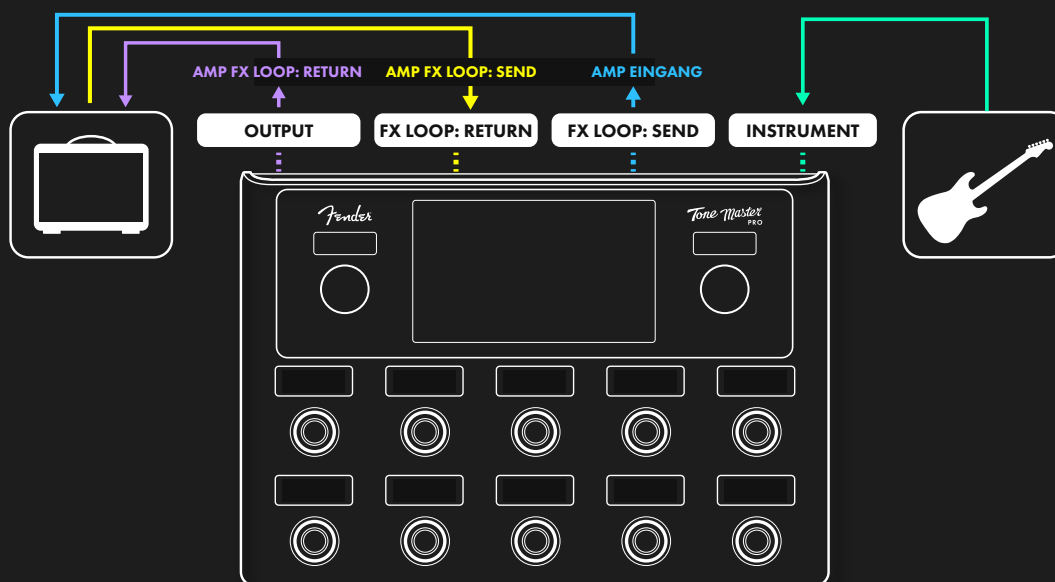 AMP FX LOOP: RETURN
AMP FX LOOP: SEND
AMP EINGANG
OUTPUT
FX LOOP: RETURN
FX LOOP: SEND
INSTRUMENT
Fender
Tone Master
PRO